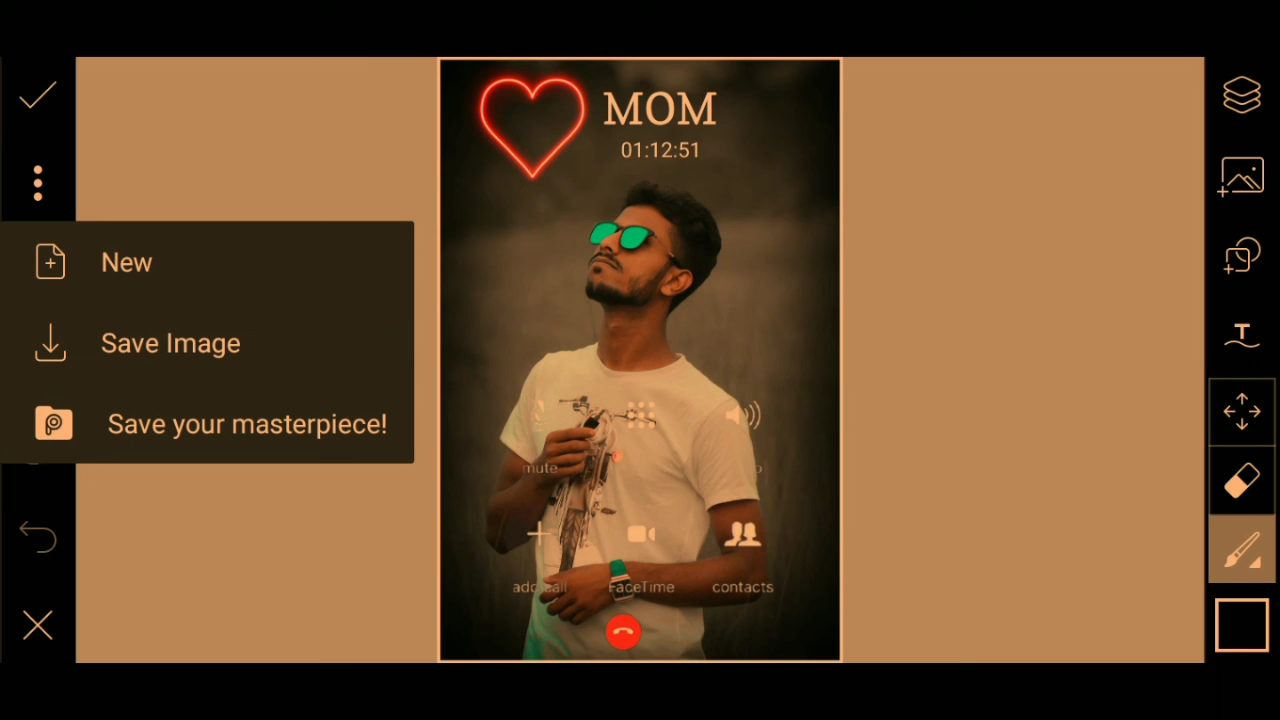 MOM
01:12:51
New
Save Image
Save your masterpiece!
mute
add call FaceTime contacts
T